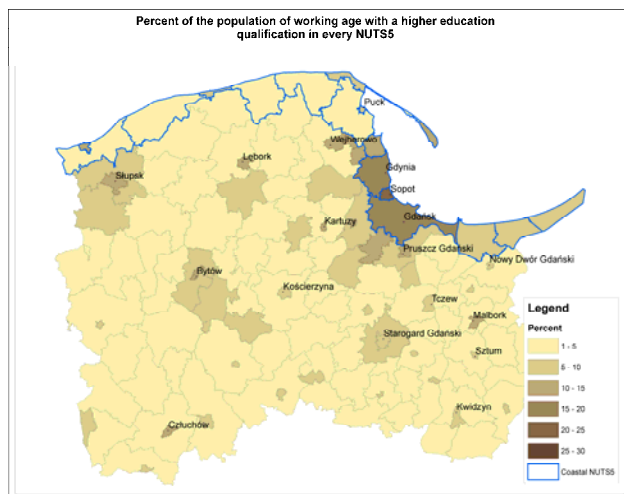 Percent of the population of working age with a higher education
qualification in every NUTS5
Puck
Wejherowo
Lębork
Gdynia
Słupsk
Sopot
Gdańsk
Kartuzy
Pruszcz Gdański
Nowy Dwór Gdański
Bytów
Kościerzyna
Tczew
Malbork
Starogard Gdański
Sztum
Kwidzyn
Człuchów
Legend
Percent
1 - 5
5 - 10
10 - 15
15 - 20
20 - 25
25 - 30
Coastal NUTS5